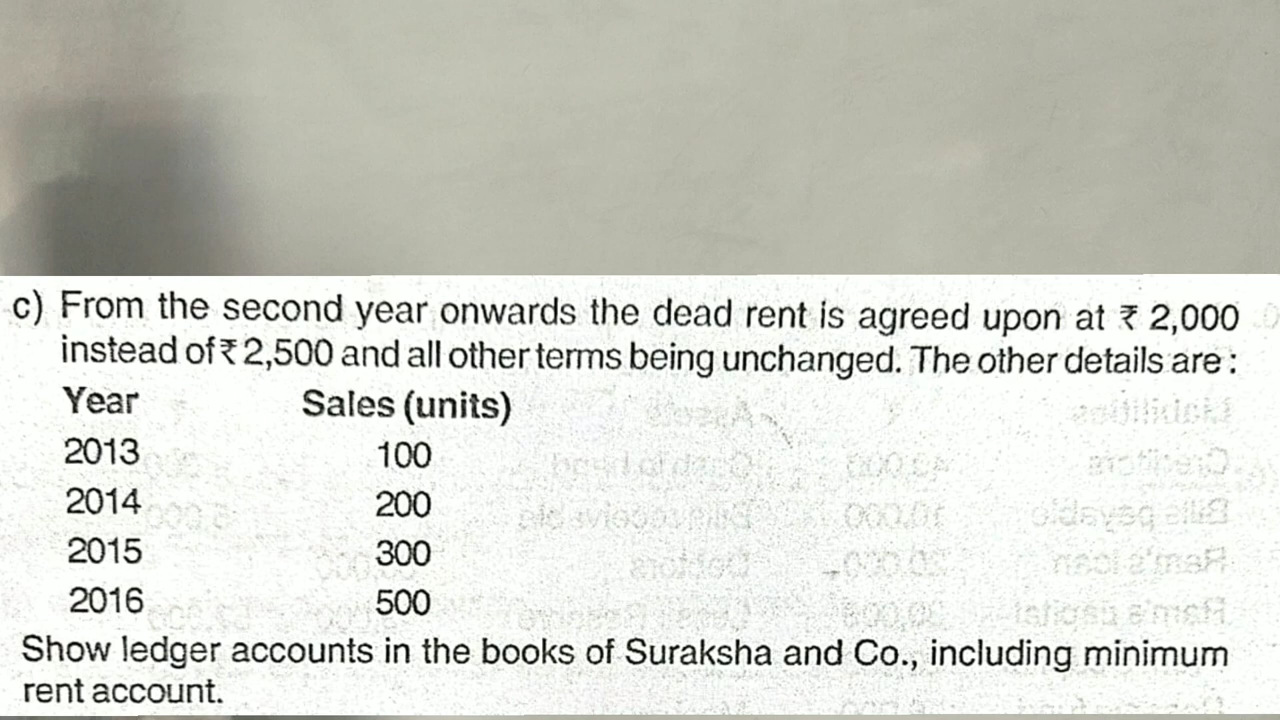 c) From the second year onwards the dead rent is agreed upon at ₹ 2,000
instead of ₹ 2,500 and all other terms being unchanged. The other details are :
Year Sales (units)
2013 100
2014 200
2015 300
2016 500
Show ledger accounts in the books of Suraksha and Co., including minimum
rent account.